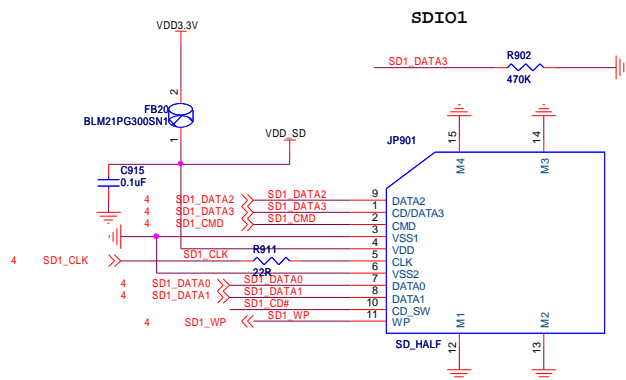 SDIO1
VDD3.3V
SD1_DATA3
R902
470K
2
FB20
BLM21PG300SN1
1
VDD_SD
JP901
15
14
M4
M3
C915
0.1uF
4 SD1_DATA2 SD1_DATA2 9 DATA2
4 SD1_DATA3 SD1_DATA3 1 CD/DATA3
4 SD1_CMD SD1_CMD 2 CMD
3 VSS1
4 VDD
4 SD1_CLK SD1_CLK R911 5 CLK
22R 6 VSS2
4 SD1_DATA0 SD1_DATA0 7 DATA0
4 SD1_DATA1 SD1_DATA1 8 DATA1
SD1_CD# 10 CD_SW
4 SD1_WP SD1_WP 11 WP
M1
M2
SD_HALF
12
13